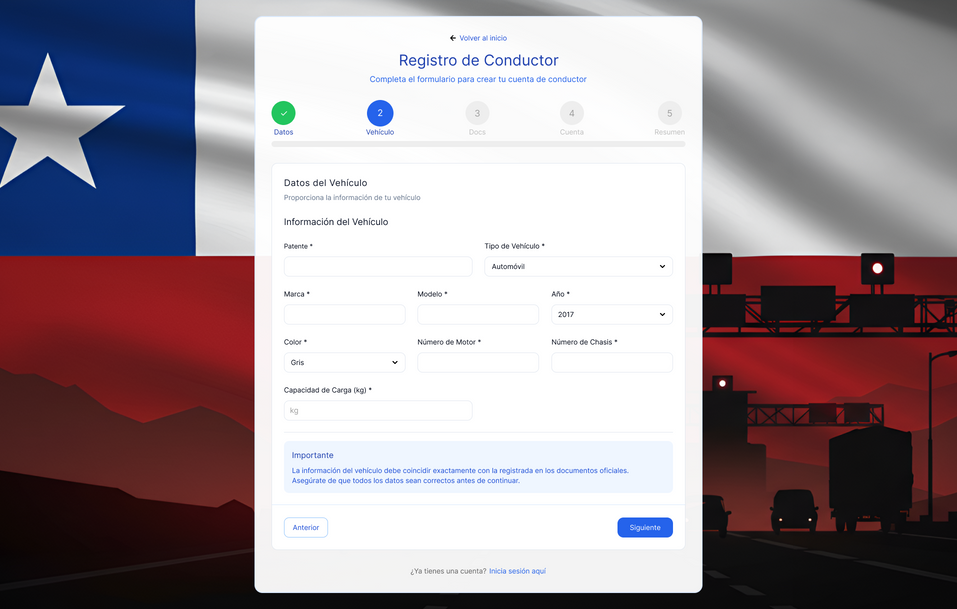 Volver al inicio
Registro de Conductor
Completa el formulario para crear tu cuenta de conductor
2
3
4
5
Datos
Vehículo
Docs
Cuenta
Resumen
Datos del Vehículo
Proporciona la información de tu vehículo
Información del Vehículo
Patente *
Tipo de Vehículo *
Automóvil
Marca *
Modelo *
Año *
2017
Color *
Número de Motor *
Número de Chasis *
Gris
Capacidad de Carga (kg) *
kg
Importante
La información del vehículo debe coincidir exactamente con la registrada en los documentos oficiales.
Asegúrate de que todos los datos sean correctos antes de continuar.
Anterior
Siguiente
¿Ya tienes una cuenta? Inicia sesión aquí